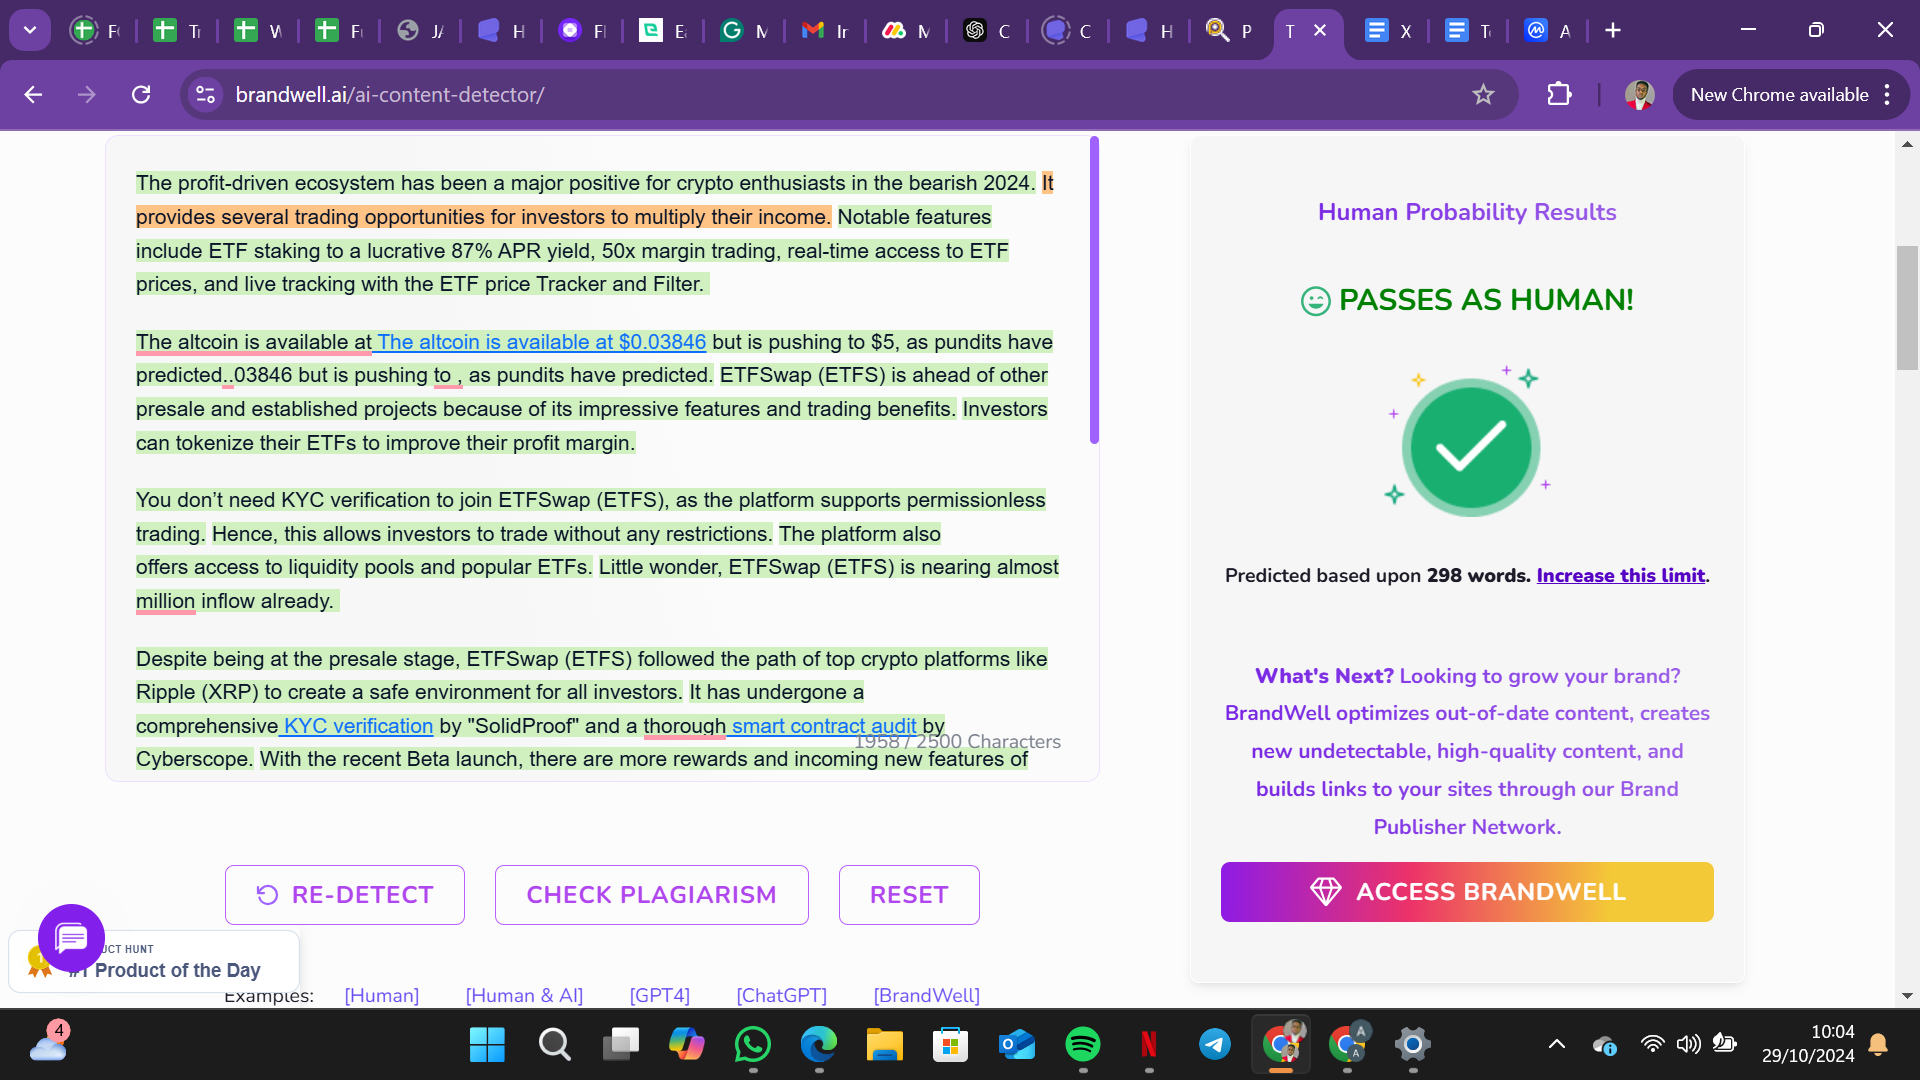 F
Tr
W
Fu
JA
H
Fl
Ea
M
Ir
M
C
C
H
P
T
X
To
A
brandwell.ai/ai-content-detector/
New Chrome available
The profit-driven ecosystem has been a major positive for crypto enthusiasts in the bearish 2024. It
provides several trading opportunities for investors to multiply their income. Notable features
include ETF staking to a lucrative 87% APR yield, 50x margin trading, real-time access to ETF
prices, and live tracking with the ETF price Tracker and Filter.
The altcoin is available at The altcoin is available at $0.03846 but is pushing to $5, as pundits have
predicted..03846 but is pushing to , as pundits have predicted. ETFSwap (ETFS) is ahead of other
presale and established projects because of its impressive features and trading benefits. Investors
can tokenize their ETFs to improve their profit margin.
You don’t need KYC verification to join ETFSwap (ETFS), as the platform supports permissionless
trading. Hence, this allows investors to trade without any restrictions. The platform also
offers access to liquidity pools and popular ETFs. Little wonder, ETFSwap (ETFS) is nearing almost
million inflow already.
Despite being at the presale stage, ETFSwap (ETFS) followed the path of top crypto platforms like
Ripple (XRP) to create a safe environment for all investors. It has undergone a
comprehensive KYC verification by "SolidProof" and a thorough smart contract audit by
1958 / 2500 Characters
Cyberscope. With the recent Beta launch, there are more rewards and incoming new features of
RE-DETECT
CHECK PLAGIARISM
RESET
UCT HUNT
#1 Product of the Day
Examples: [Human] [Human & AI] [GPT4] [ChatGPT] [BrandWell]
Human Probability Results
PASSES AS HUMAN!
Predicted based upon 298 words. Increase this limit.
What's Next? Looking to grow your brand?
BrandWell optimizes out-of-date content, creates
new undetectable, high-quality content, and
builds links to your sites through our Brand
Publisher Network.
ACCESS BRANDWELL
4
10:04
29/10/2024